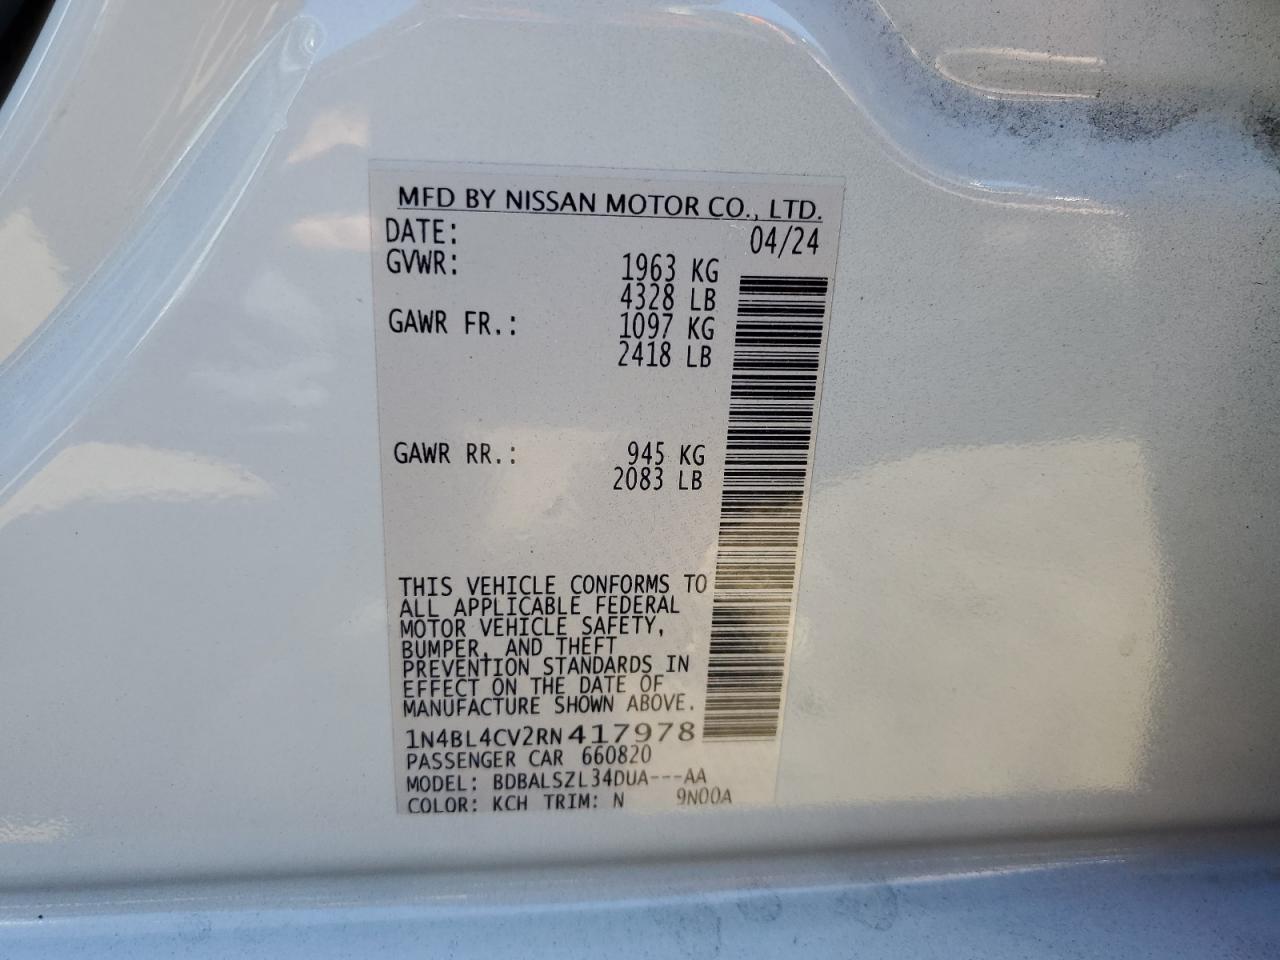 MFD BY NISSAN MOTOR CO., LTD.
DATE: 04/24
GVWR: 1963 KG
4328 LB
GAWR FR.: 1097 KG
2418 LB
GAWR RR.: 945 KG
2083 LB
THIS VEHICLE CONFORMS TO
ALL APPLICABLE FEDERAL
MOTOR VEHICLE SAFETY,
BUMPER, AND THEFT
PREVENTION STANDARDS IN
EFFECT ON THE DATE OF
MANUFACTURE SHOWN ABOVE.
1N4BL4CV2RN417978
PASSENGER CAR 660820
MODEL: BDBALSZL34DUA---AA
COLOR: KCH TRIM: N 9N00A